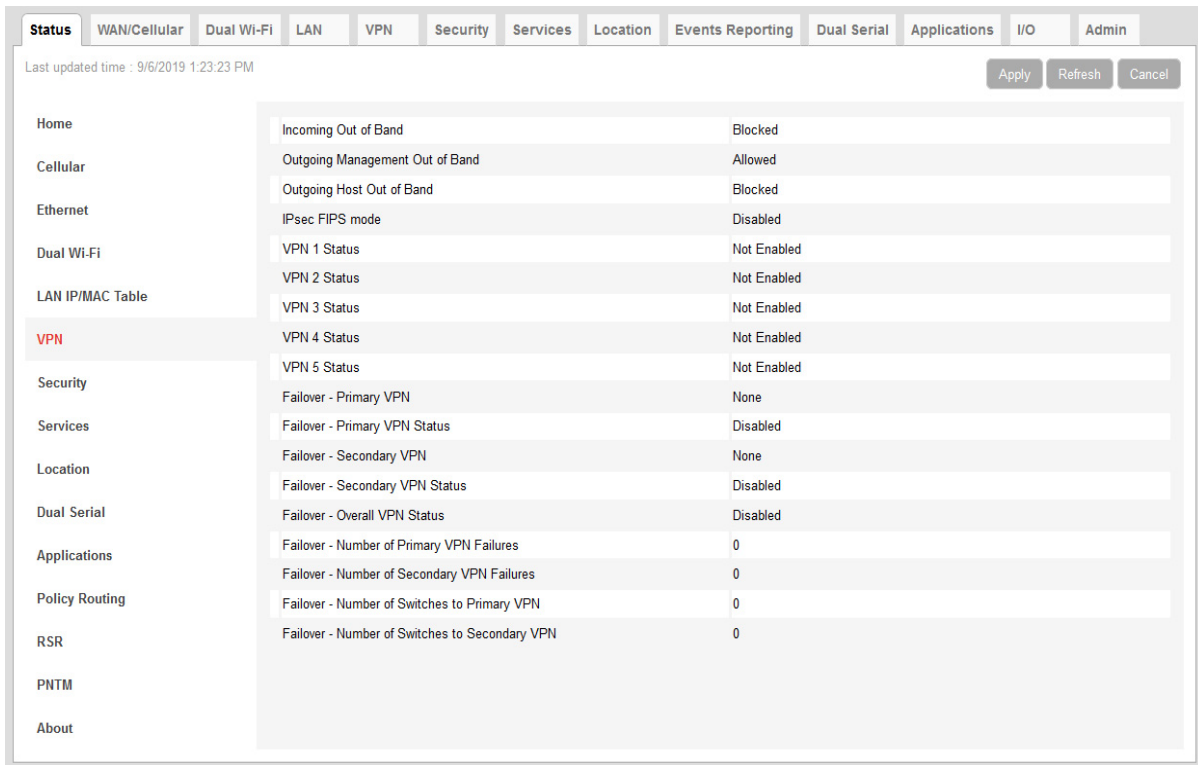 Status WAN/Cellular Dual Wi-Fi LAN VPN Security Services Location Events Reporting Dual Serial Applications I/O Admin
Last updated time : 9/6/2019 1:23:23 PM
Apply Refresh Cancel
Home
Cellular
Ethernet
Dual Wi-Fi
LAN IP/MAC Table
VPN
Security
Services
Location
Dual Serial
Applications
Policy Routing
RSR
PNTM
About
Incoming Out of Band Blocked
Outgoing Management Out of Band Allowed
Outgoing Host Out of Band Blocked
IPsec FIPS mode Disabled
VPN 1 Status Not Enabled
VPN 2 Status Not Enabled
VPN 3 Status Not Enabled
VPN 4 Status Not Enabled
VPN 5 Status Not Enabled
Failover - Primary VPN None
Failover - Primary VPN Status Disabled
Failover - Secondary VPN None
Failover - Secondary VPN Status Disabled
Failover - Overall VPN Status Disabled
Failover - Number of Primary VPN Failures 0
Failover - Number of Secondary VPN Failures 0
Failover - Number of Switches to Primary VPN 0
Failover - Number of Switches to Secondary VPN 0